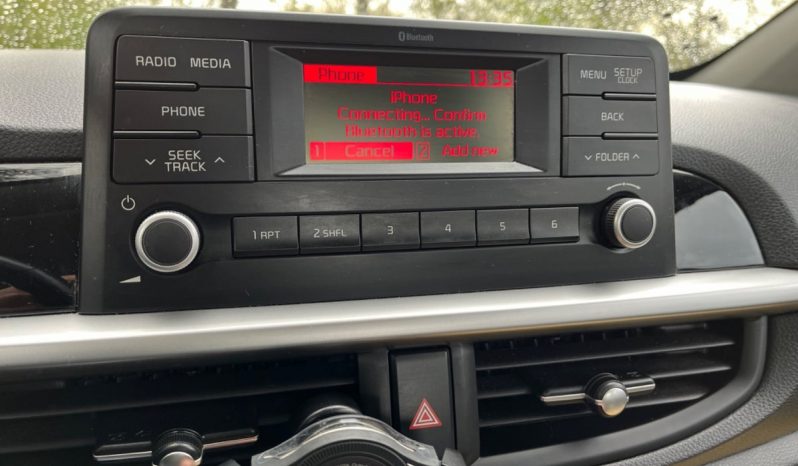 Bluetooth
RADIO MEDIA
PHONE
SEEK
TRACK
Phone 13:35
iPhone
Connecting... Confirm
Bluetooth is active.
1 Cancel 2 Add new
MENU SETUP
CLOCK
BACK
FOLDER
1 RPT 2 SHFL 3 4 5 6